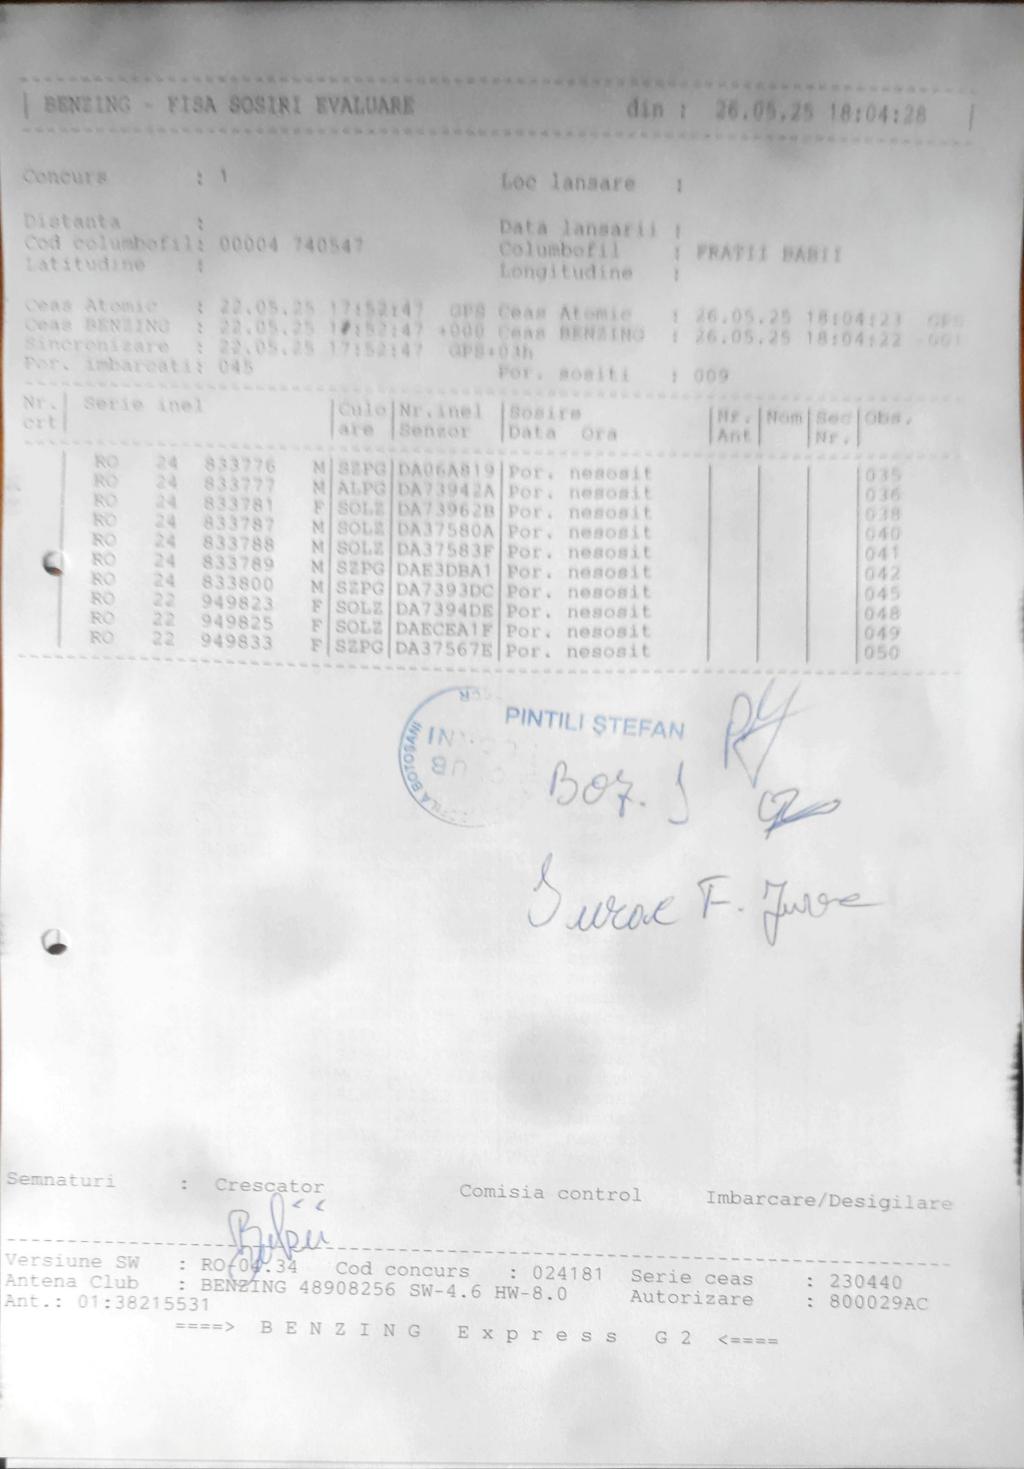 BENZING - FISA SOSIRI EVALUARE din : 26.05.25 18:04:28
Concurs : 1 Loc lansare :
Distanta : Data lansarii :
Cod columbofil: 00004 740547 Columbofil : FRATII BABII
Latitudine : Longitudine :
Ceas Atomic : 22.05.25 17:52:47 GPS Ceas Atomic : 26.05.25 18:04:23 GPS
Ceas BENZING : 22.05.25 :52:47 +000 Ceas BENZING : 26.05.25 18:04:22 -001
Sincronizare : 22.05.25 17:52:47 GPS+03h
Por. imbarcati: 045 Por. sositi : 009
Nr. crt Serie inel Culo are Nr.inel Senzor Sosire Data Ora Nr. Ant Nom Sec Nr. Obs.
RO 24 833776 M SZPG DA06A819 Por. nesosit 035
RO 24 833777 M ALPG DA73942A Por. nesosit 036
RO 24 833781 F SOLZ DA73962B Por. nesosit 038
RO 24 833787 M SOLZ DA37580A Por. nesosit 040
RO 24 833788 M SOLZ DA37583F Por. nesosit 041
RO 24 833789 M SZPG DAE3DBA1 Por. nesosit 042
RO 24 833800 M SZPG DA7393DC Por. nesosit 045
RO 22 949823 F SOLZ DA7394DE Por. nesosit 048
RO 22 949825 F SOLZ DAECEA1F Por. nesosit 049
RO 22 949833 F SZPG DA37567E Por. nesosit 050
PINTILI ȘTEFAN
BOTOSANI
Semnaturi : Crescator Comisia control Imbarcare/Desigilare
Versiune SW : RO-04.34 Cod concurs : 024181 Serie ceas : 230440
Antena Club : BENZING 48908256 SW-4.6 HW-8.0 Autorizare : 800029AC
Ant.: 01:38215531
====> B E N Z I N G E x p r e s s G 2 <====